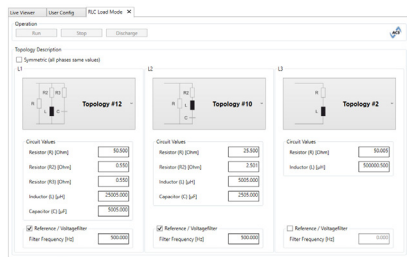 Live Viewer User Config RLC Load Mode ×
Operation
Run Stop Discharge
ACS
Topology Description
Symmetric (all phases same values)
L1
R R2 R3 L C
Topology #12
Circuit Values
Resistor (R) [Ohm] 50.500
Resistor (R2) [Ohm] 0.550
Resistor (R3) [Ohm] 0.550
Inductor (L) [µH] 25005.000
Capacitor (C) [µF] 5005.000
Reference / Voltagefilter
Filter Frequency [Hz] 500.000
L2
R R2 L C
Topology #10
Circuit Values
Resistor (R) [Ohm] 25.500
Resistor (R2) [Ohm] 2.501
Inductor (L) [µH] 5005.000
Capacitor (C) [µF] 2505.000
Reference / Voltagefilter
Filter Frequency [Hz] 500.000
L3
R L
Topology #2
Circuit Values
Resistor (R) [Ohm] 50.005
Inductor (L) [µH] 500000.500
Reference / Voltagefilter
Filter Frequency [Hz] 0.000